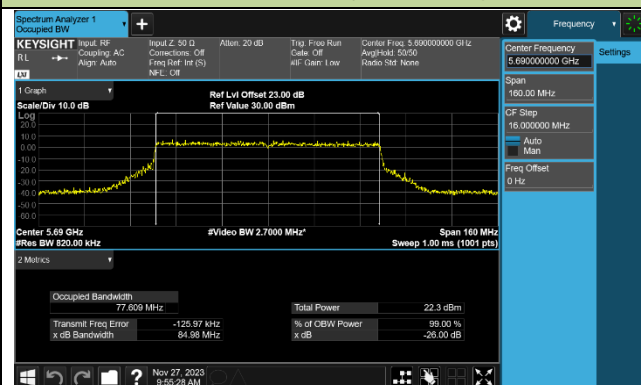 Spectrum Analyzer 1
Occupied BW
+
Frequency
KEYSIGHT Input: RF
RL
Coupling: AC
Align: Auto
Input Z: 50 Ω
Corrections: Off
Freq Ref: Int (S)
NFE: Off
Atten: 20 dB
Trig: Free Run
Gate: Off
#IF Gain: Low
Center Freq: 5.690000000 GHz
Avg|Hold: 50/50
Radio Std: None
LXI
Center Frequency
5.690000000 GHz
Settings
Span
160.00 MHz
CF Step
16.000000 MHz
Auto
Man
Freq Offset
0 Hz
1 Graph
Scale/Div 10.0 dB
Ref Lvl Offset 23.00 dB
Ref Value 30.00 dBm
Log
20.0
10.0
0.00
-10.0
-20.0
-30.0
-40.0
-50.0
-60.0
Center 5.69 GHz
#Res BW 820.00 kHz
#Video BW 2.7000 MHz*
Span 160 MHz
Sweep 1.00 ms (1001 pts)
2 Metrics
Occupied Bandwidth
77.609 MHz
Total Power 22.3 dBm
Transmit Freq Error -125.97 kHz
% of OBW Power 99.00 %
x dB Bandwidth 84.98 MHz
x dB -26.00 dB
?
Nov 27, 2023
9:55:28 AM